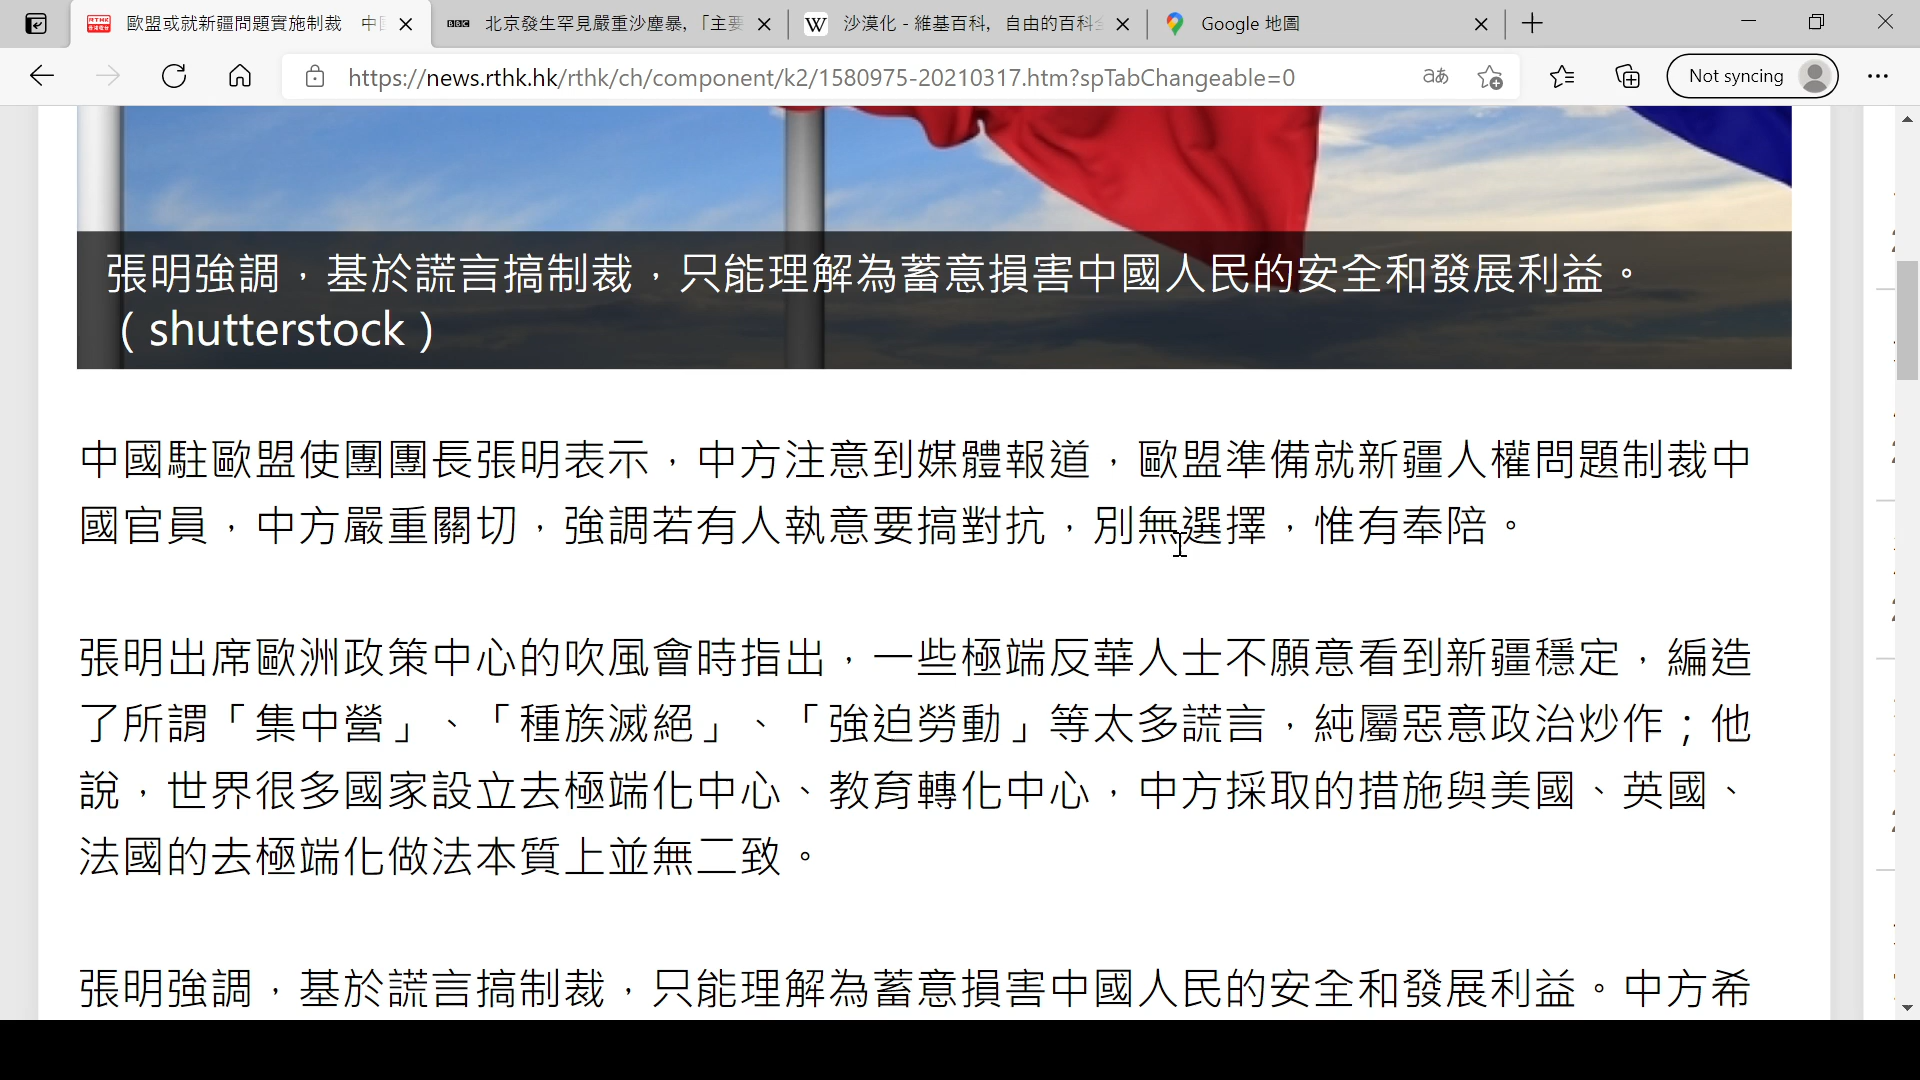 歐盟或就新疆問題實施制裁 中
北京發生罕見嚴重沙塵暴，「主要
沙漠化 - 維基百科，自由的百科
Google 地圖
https://news.rthk.hk/rthk/ch/component/k2/1580975-20210317.htm?spTabChangeable=0
Not syncing
張明強調，基於謊言搞制裁，只能理解為蓄意損害中國人民的安全和發展利益。
（shutterstock）
中國駐歐盟使團團長張明表示，中方注意到媒體報道，歐盟準備就新疆人權問題制裁中
國官員，中方嚴重關切，強調若有人執意要搞對抗，別無選擇，惟有奉陪。
張明出席歐洲政策中心的吹風會時指出，一些極端反華人士不願意看到新疆穩定，編造
了所謂「集中營」、「種族滅絕」、「強迫勞動」等太多謊言，純屬惡意政治炒作；他
說，世界很多國家設立去極端化中心、教育轉化中心，中方採取的措施與美國、英國、
法國的去極端化做法本質上並無二致。
張明強調，基於謊言搞制裁，只能理解為蓄意損害中國人民的安全和發展利益。中方希